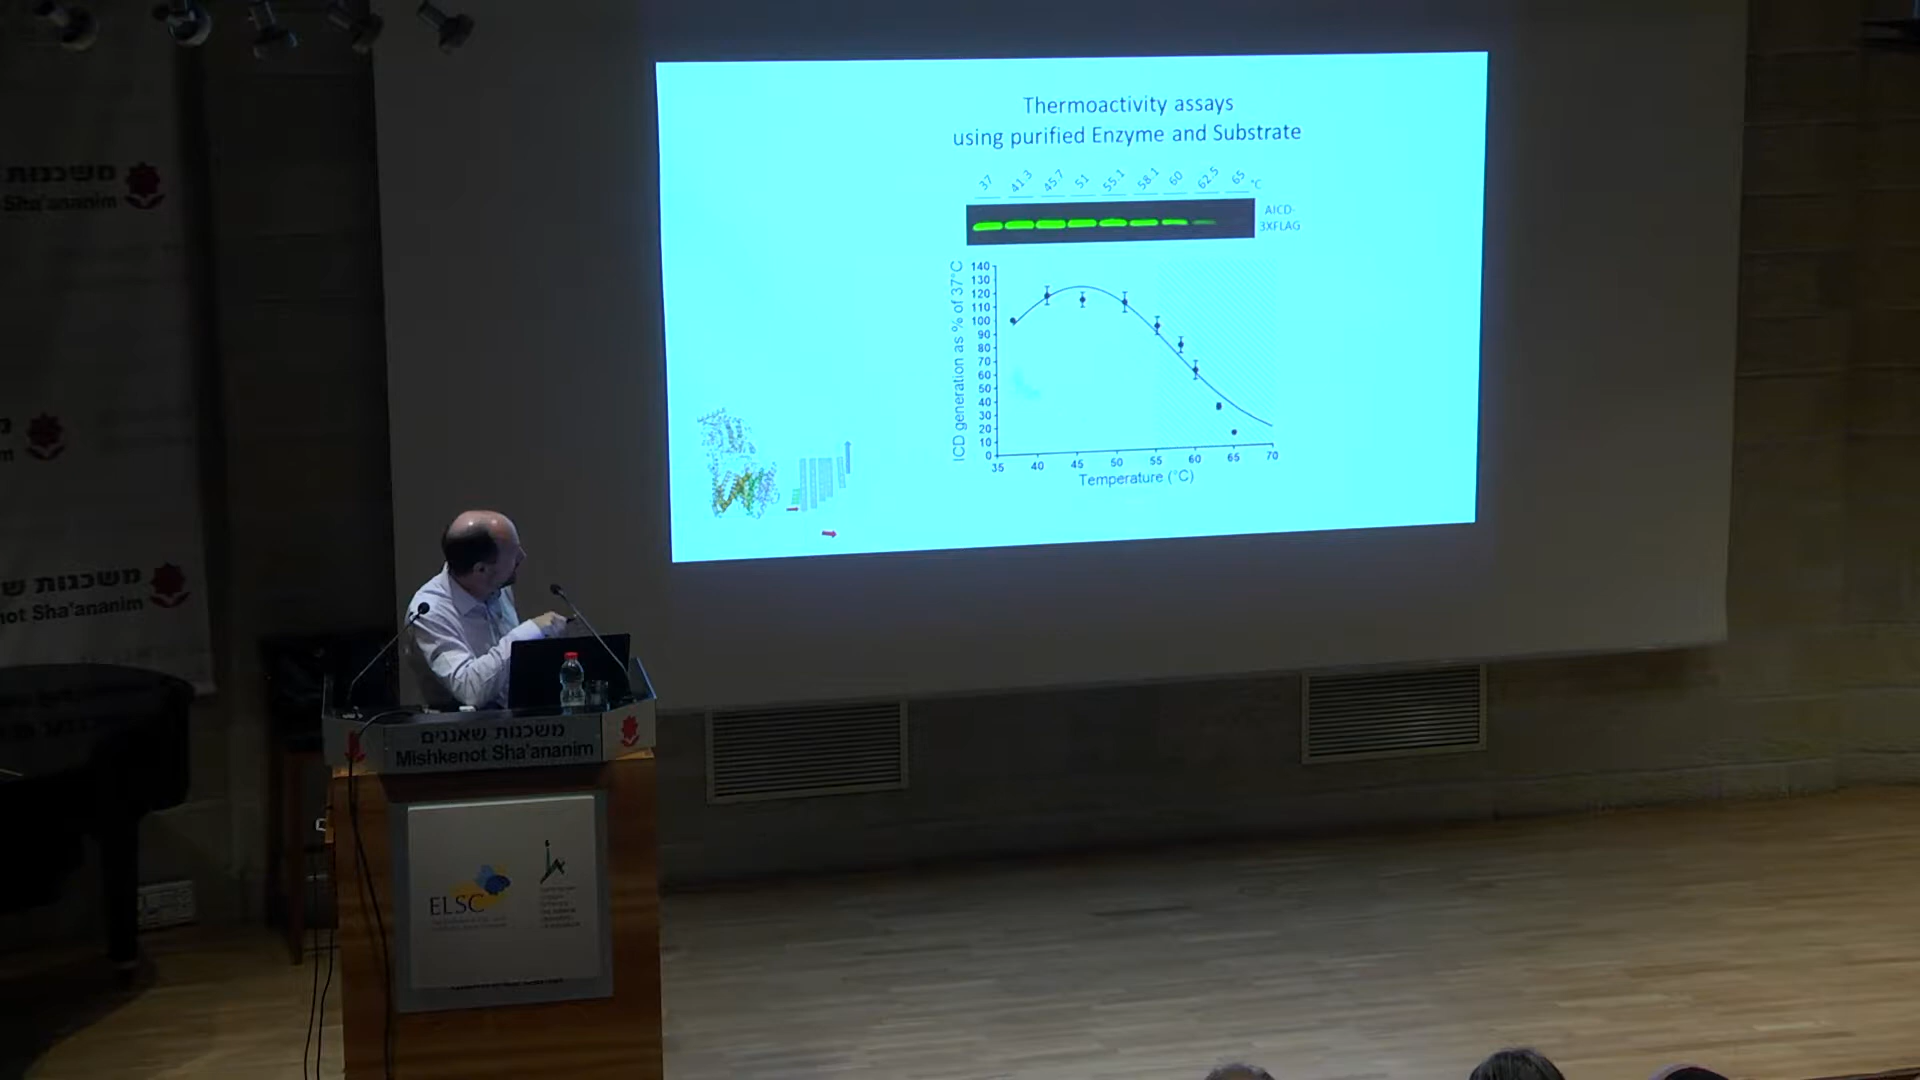 משכנות
Sha'ananim
משכנות ש
not Sha'ananim
Thermoactivity assays
using purified Enzyme and Substrate
37 41.3 45.7 51 55.1 58.1 60 62.5 65 °C
AICD-
3XFLAG
ICD generation as % of 37°C
140
130
120
110
100
90
80
70
60
50
40
30
20
10
0
35 40 45 50 55 60 65 70
Temperature (°C)
משכנות שאננים
Mishkenot Sha'ananim
ELSC